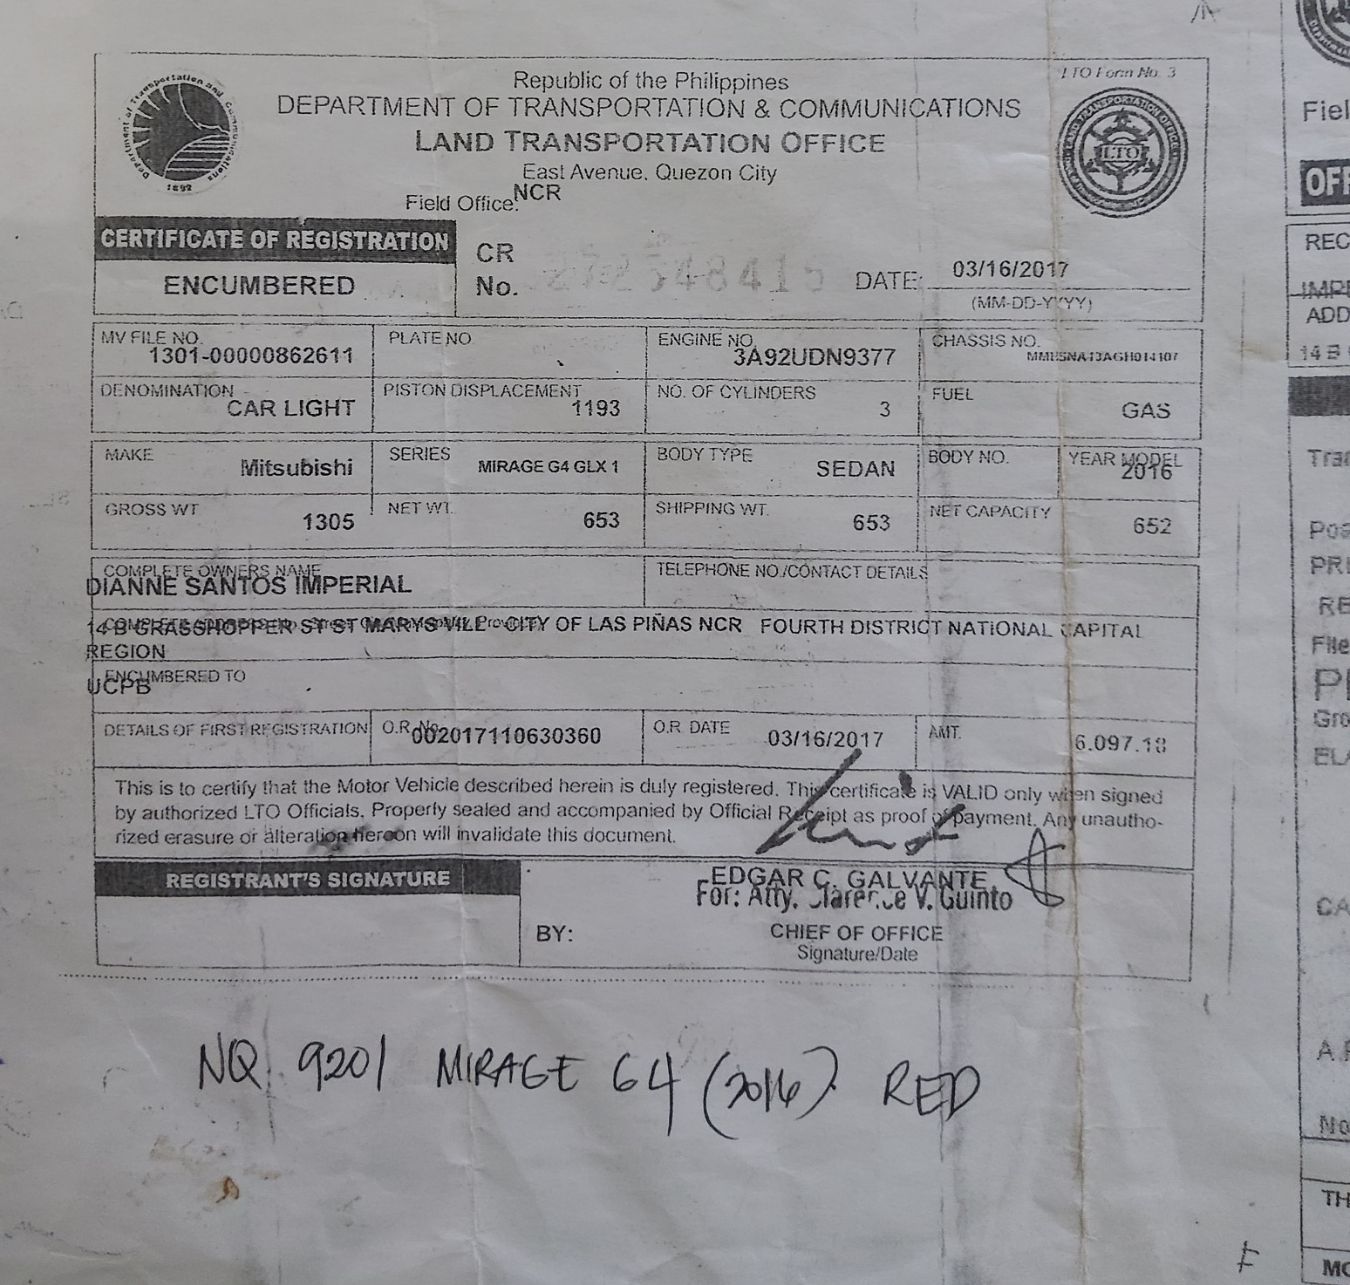 LTO Form No. 3
Republic of the Philippines
DEPARTMENT OF TRANSPORTATION & COMMUNICATIONS
LAND TRANSPORTATION OFFICE
East Avenue, Quezon City
Field Office: NCR
CERTIFICATE OF REGISTRATION
ENCUMBERED
CR
No.
DATE: 03/16/2017
(MM-DD-YYYY)
MV FILE NO. 1301-00000862611
PLATE NO
ENGINE NO. 3A92UDN9377
CHASSIS NO.
DENOMINATION CAR LIGHT
PISTON DISPLACEMENT 1193
NO. OF CYLINDERS 3
FUEL GAS
MAKE Mitsubishi
SERIES MIRAGE G4 GLX 1
BODY TYPE SEDAN
BODY NO.
YEAR MODEL 2016
GROSS WT 1305
NET WT. 653
SHIPPING WT. 653
NET CAPACITY 652
COMPLETE OWNERS NAME
DIANNE SANTOS IMPERIAL
TELEPHONE NO./CONTACT DETAILS
14 B GRASSHOPPER ST ST MARYS VILLE CITY OF LAS PIÑAS NCR FOURTH DISTRICT NATIONAL CAPITAL
REGION
ENCUMBERED TO
UCPB
DETAILS OF FIRST REGISTRATION
O.R. No. 002017110630360
O.R. DATE 03/16/2017
AMT. 6.097.18
This is to certify that the Motor Vehicle described herein is duly registered. This certificate is VALID only when signed
by authorized LTO Officials, Properly sealed and accompanied by Official Receipt as proof of payment. Any unautho-
rized erasure or alteration hereon will invalidate this document.
REGISTRANT'S SIGNATURE
EDGAR C. GALVANTE
For: Atty. Clarence V. Guinto
BY:
CHIEF OF OFFICE
Signature/Date
NQ 9201 MIRAGE G4 (2016) RED